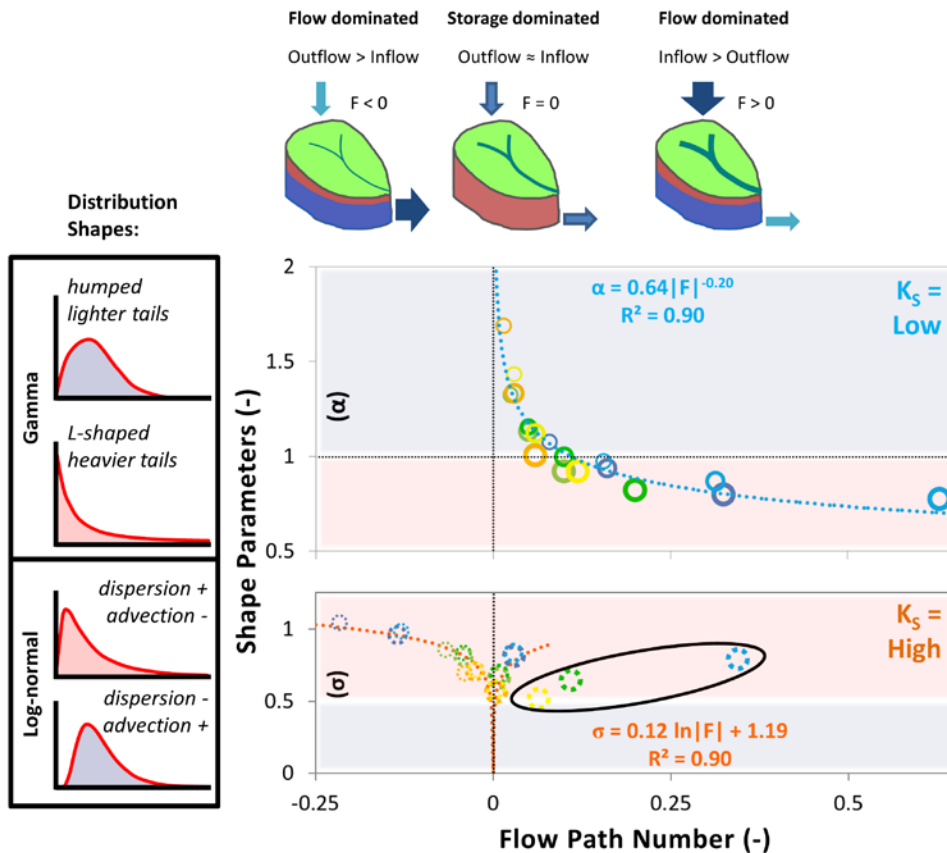 Flow dominated
Storage dominated
Flow dominated
Outflow > Inflow
Outflow ≈ Inflow
Inflow > Outflow
F < 0
F = 0
F > 0
Distribution
Shapes:
Gamma
humped
lighter tails
L-shaped
heavier tails
Log-normal
dispersion +
advection -
dispersion -
advection +
Shape Parameters (-)
2
1.5
1
0.5
(α)
α = 0.64|F|^-0.20
R² = 0.90
K_S =
Low
1
0.5
0
(σ)
K_S =
High
σ = 0.12 ln|F| + 1.19
R² = 0.90
-0.25
0
0.25
0.5
Flow Path Number (-)